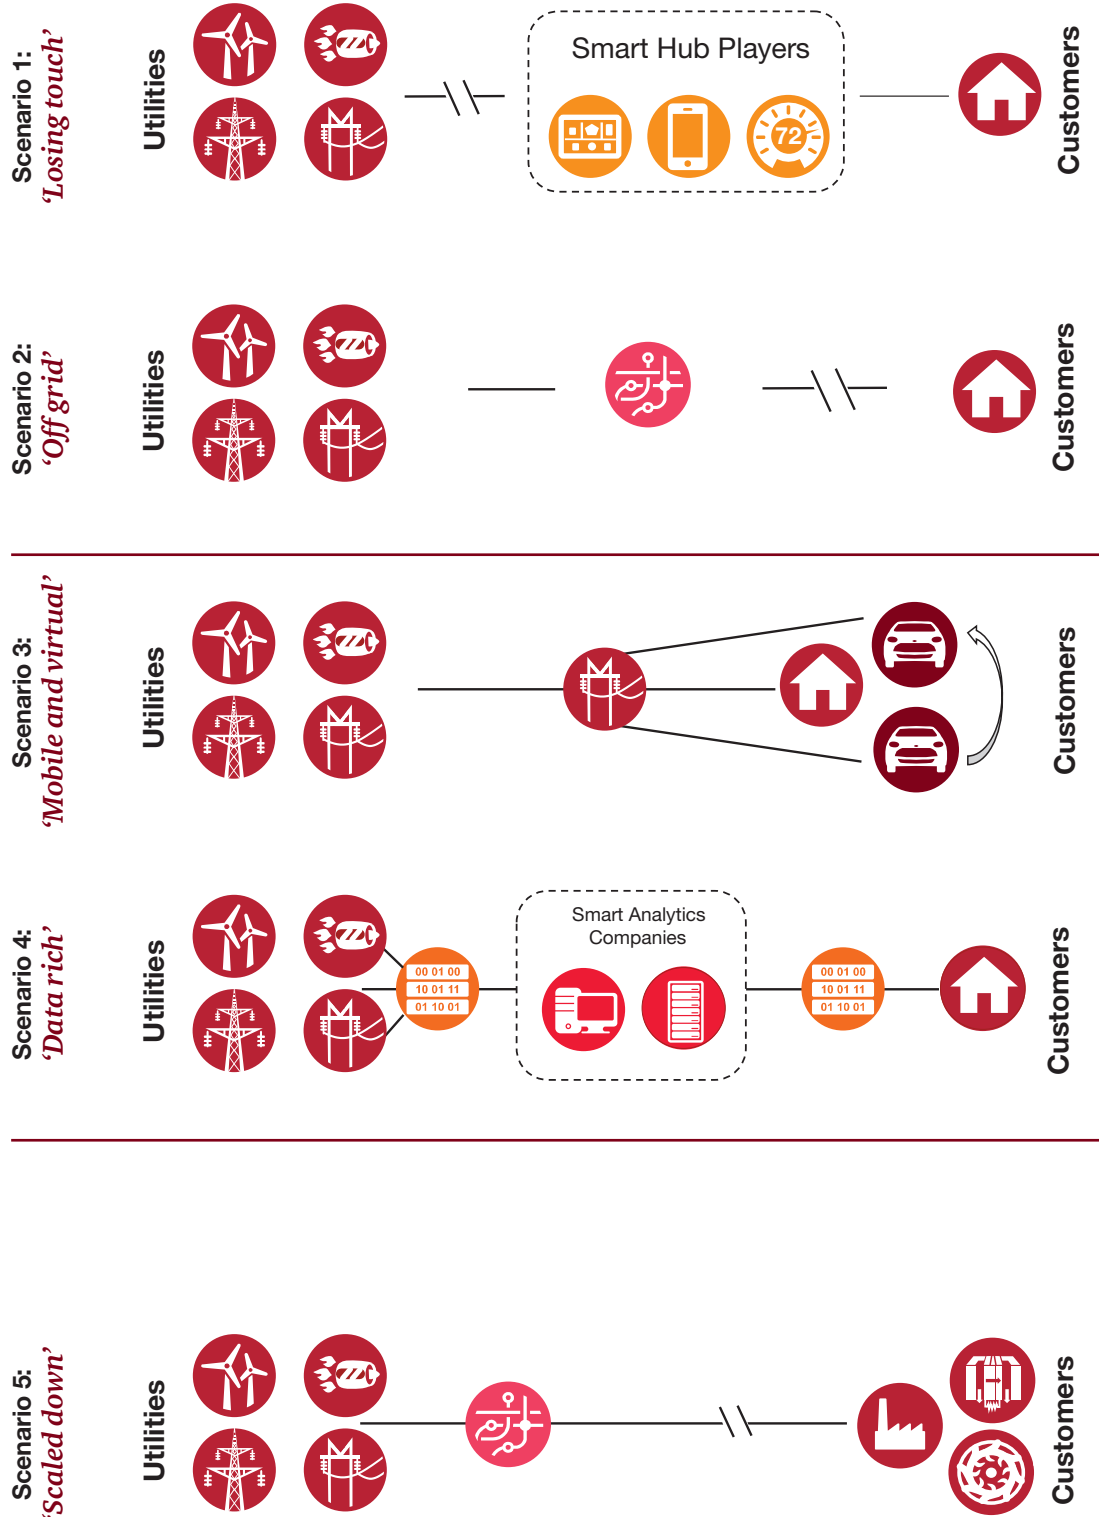 Scenario 1:
‘Losing touch’
Utilities
Smart Hub Players
72
Customers
Scenario 2:
‘Off grid’
Utilities
Customers
Scenario 3:
‘Mobile and virtual’
Utilities
Customers
Scenario 4:
‘Data rich’
Utilities
00 01 00
10 01 11
01 10 01
Smart Analytics
Companies
00 01 00
10 01 11
01 10 01
Customers
Scenario 5:
‘Scaled down’
Utilities
Customers